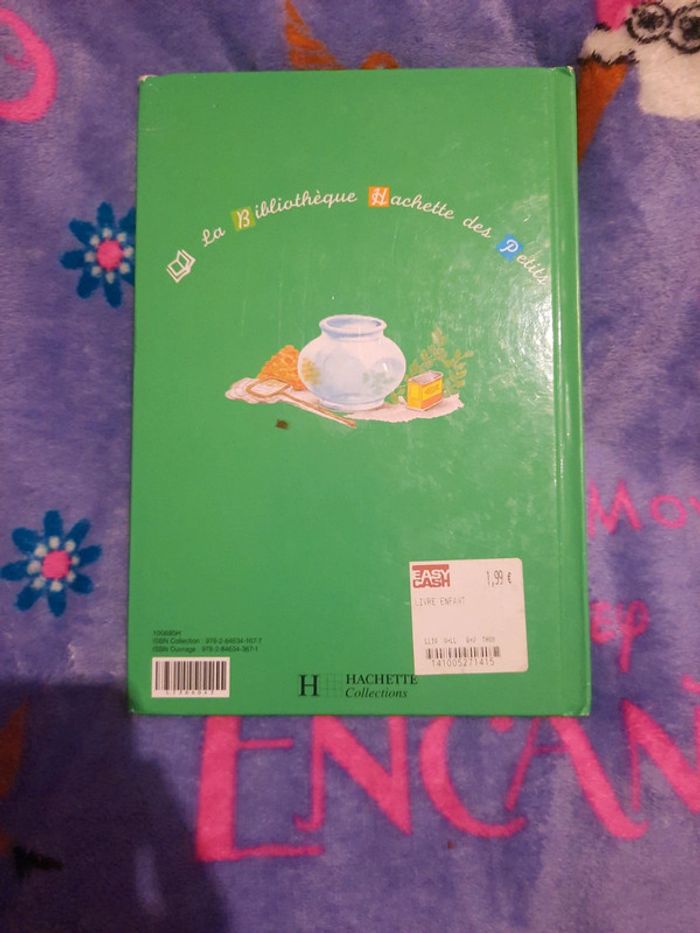 La Bibliothèque Hachette des Petits
EASY
CASH
1,99 €
LIVRE ENFANT
141005271415
ISBN Collection : 978-2-84634-167-7
ISBN Ouvrage : 978-2-84634-367-1
H HACHETTE
Collections
ENCAN